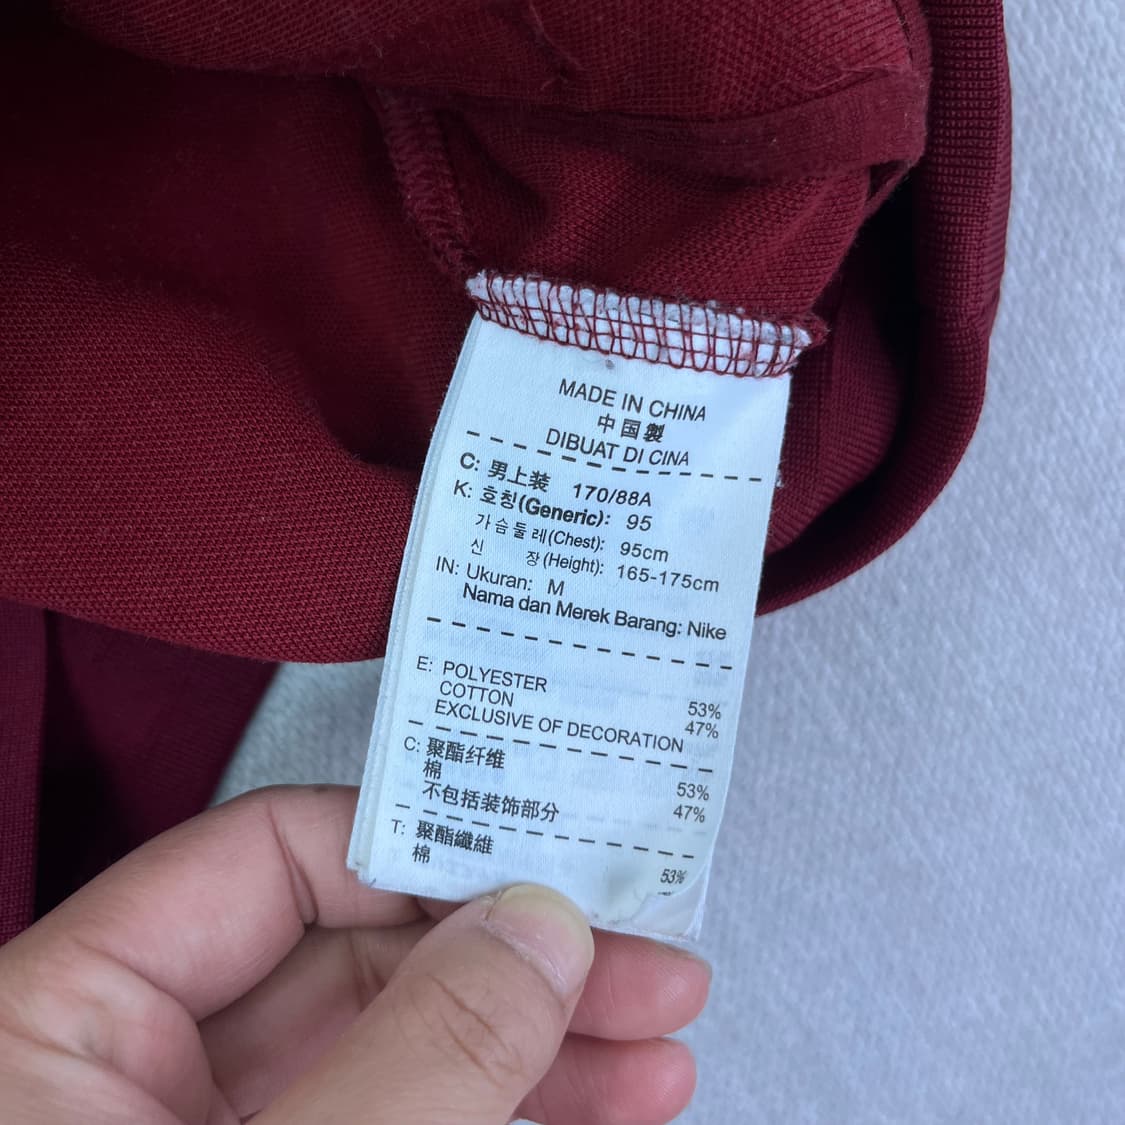 MADE IN CHINA
中国製
DIBUAT DI CINA
C: 男上装 170/88A
K: 호칭(Generic): 95
가슴둘레(Chest): 95cm
신 장(Height): 165-175cm
IN: Ukuran: M
Nama dan Merek Barang: Nike
E: POLYESTER 53%
COTTON 47%
EXCLUSIVE OF DECORATION
C: 聚酯纤维 53%
棉 47%
不包括装饰部分
T: 聚酯纖維 53%
棉